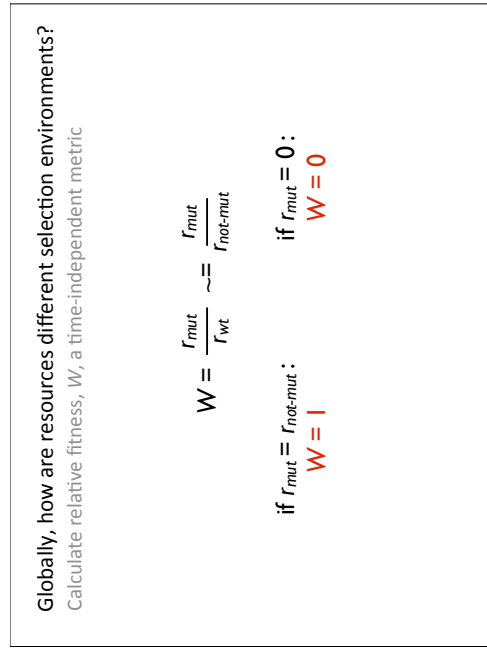 Globally, how are resources different selection environments?
Calculate relative fitness, W, a time-independent metric
W = r_mut / r_wt ~= r_mut / r_not-mut
if r_mut = r_not-mut :
W = 1
if r_mut = 0 :
W = 0